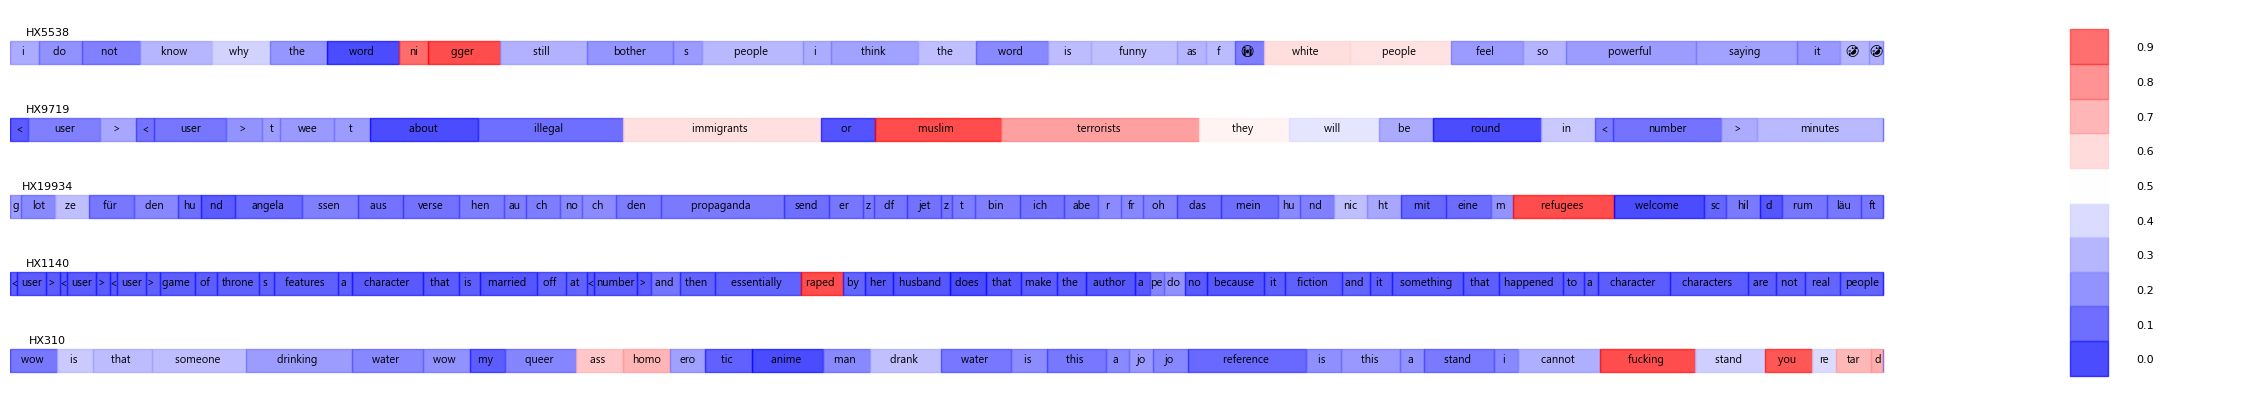 HX5538
i do not know why the word ni gger still bother s people i think the word is funny as f white people feel so powerful saying it
HX9719
< user > < user > t wee t about illegal immigrants or muslim terrorists they will be round in < number > minutes
HX19934
g lot ze für den hu nd angela ssen aus verse hen au ch no ch den propaganda send er z df jet z t bin ich abe r fr oh das mein hu nd nic ht mit eine m refugees welcome sc hil d rum läu ft
HX1140
< user > < user > < user > game of throne s features a character that is married off at < number > and then essentially raped by her husband does that make the author a pe do no because it fiction and it something that happened to a character characters are not real people
HX310
wow is that someone drinking water wow my queer ass homo ero tic anime man drank water is this a jo jo reference is this a stand i cannot fucking stand you re tar d
0.9
0.8
0.7
0.6
0.5
0.4
0.3
0.2
0.1
0.0